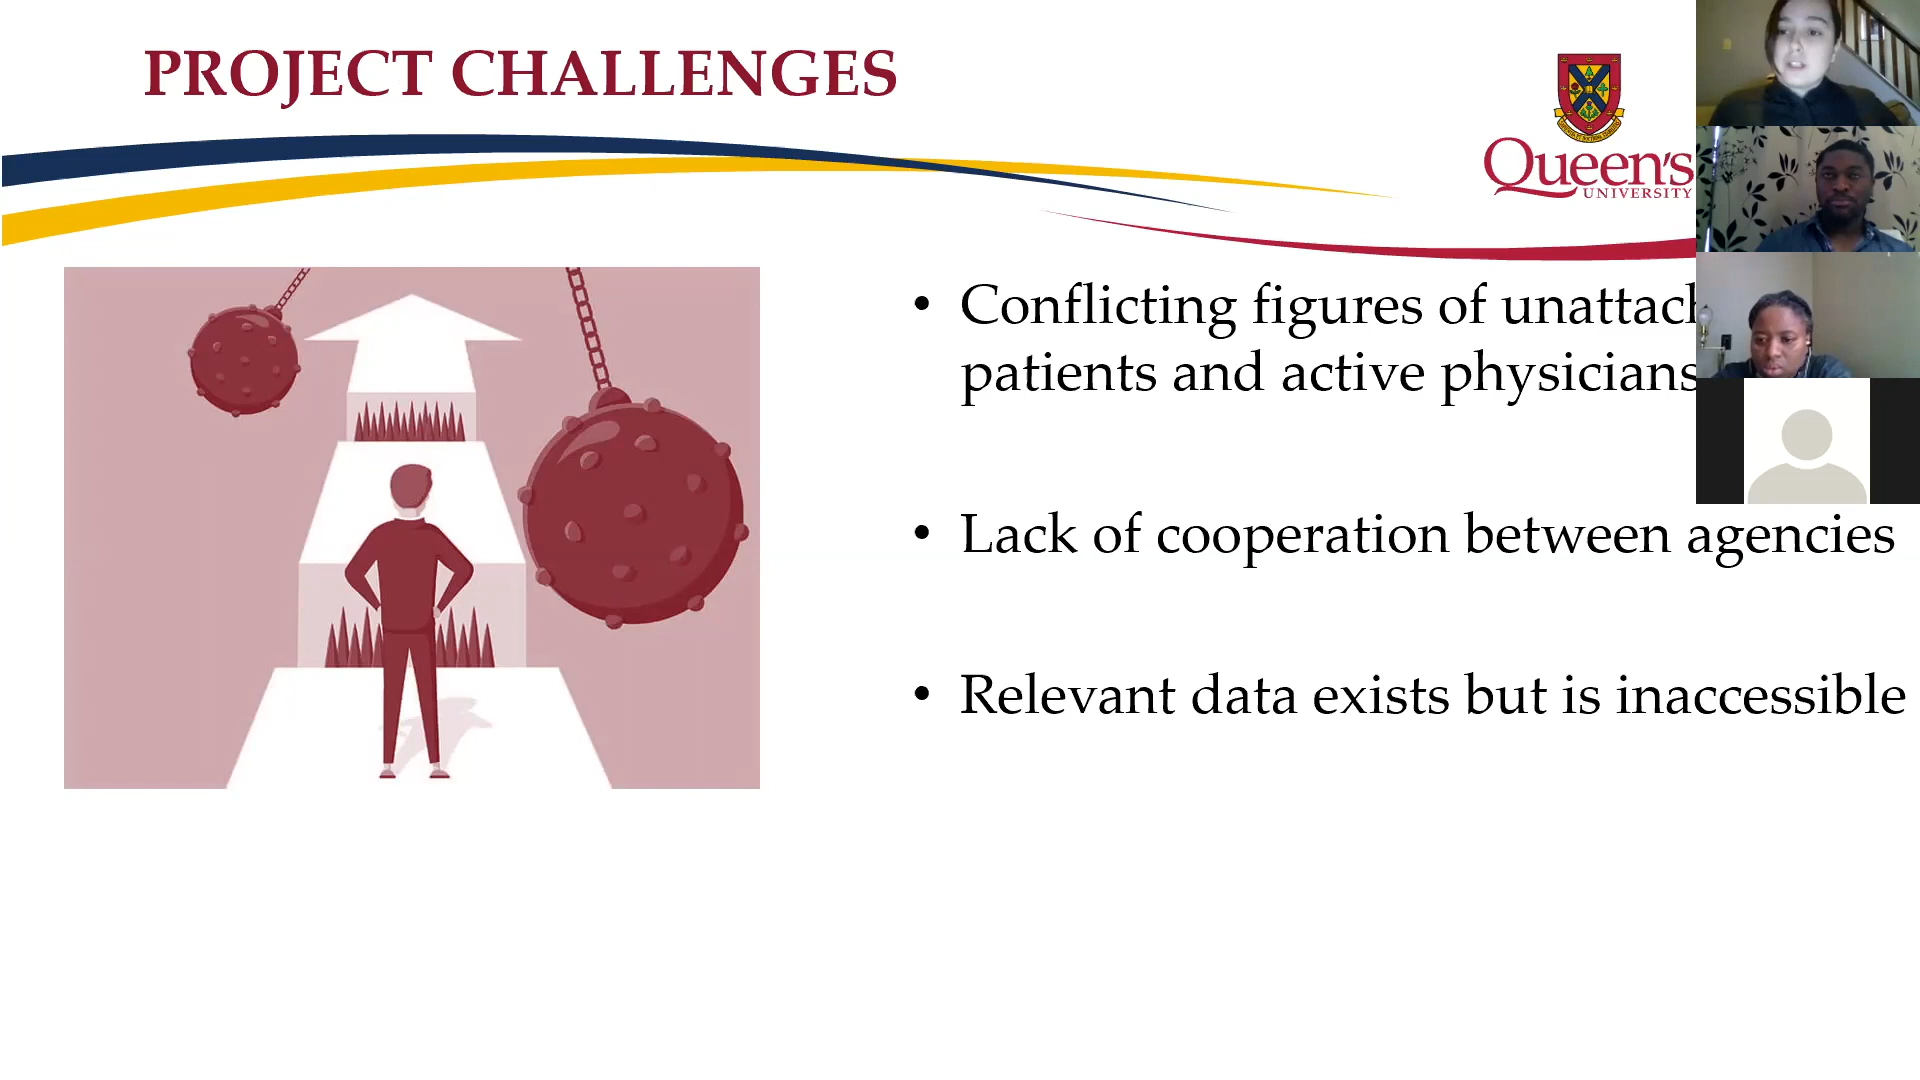 PROJECT CHALLENGES
Queen's
UNIVERSITY
• Conflicting figures of
patients and active physicians
• Lack of cooperation between agencies
• Relevant data exists but is inaccessible